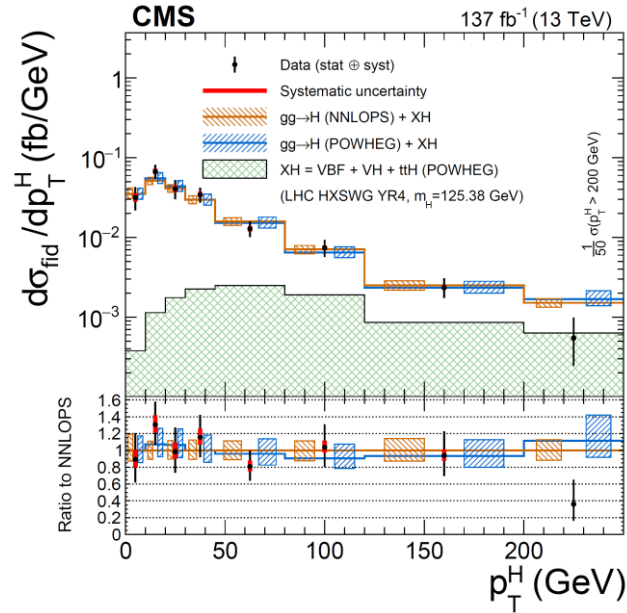 CMS 137 fb⁻¹ (13 TeV)
dσ_fid/dp_T^H (fb/GeV)
1
10⁻¹
10⁻²
10⁻³
Data (stat ⊕ syst)
Systematic uncertainty
gg→H (NNLOPS) + XH
gg→H (POWHEG) + XH
XH = VBF + VH + ttH (POWHEG)
(LHC HXSWG YR4, m_H=125.38 GeV)
1/50 σ(p_T^H > 200 GeV)
Ratio to NNLOPS
1.6
1.4
1.2
1.0
0.8
0.6
0.4
0.2
0
0 50 100 150 200 250
p_T^H (GeV)